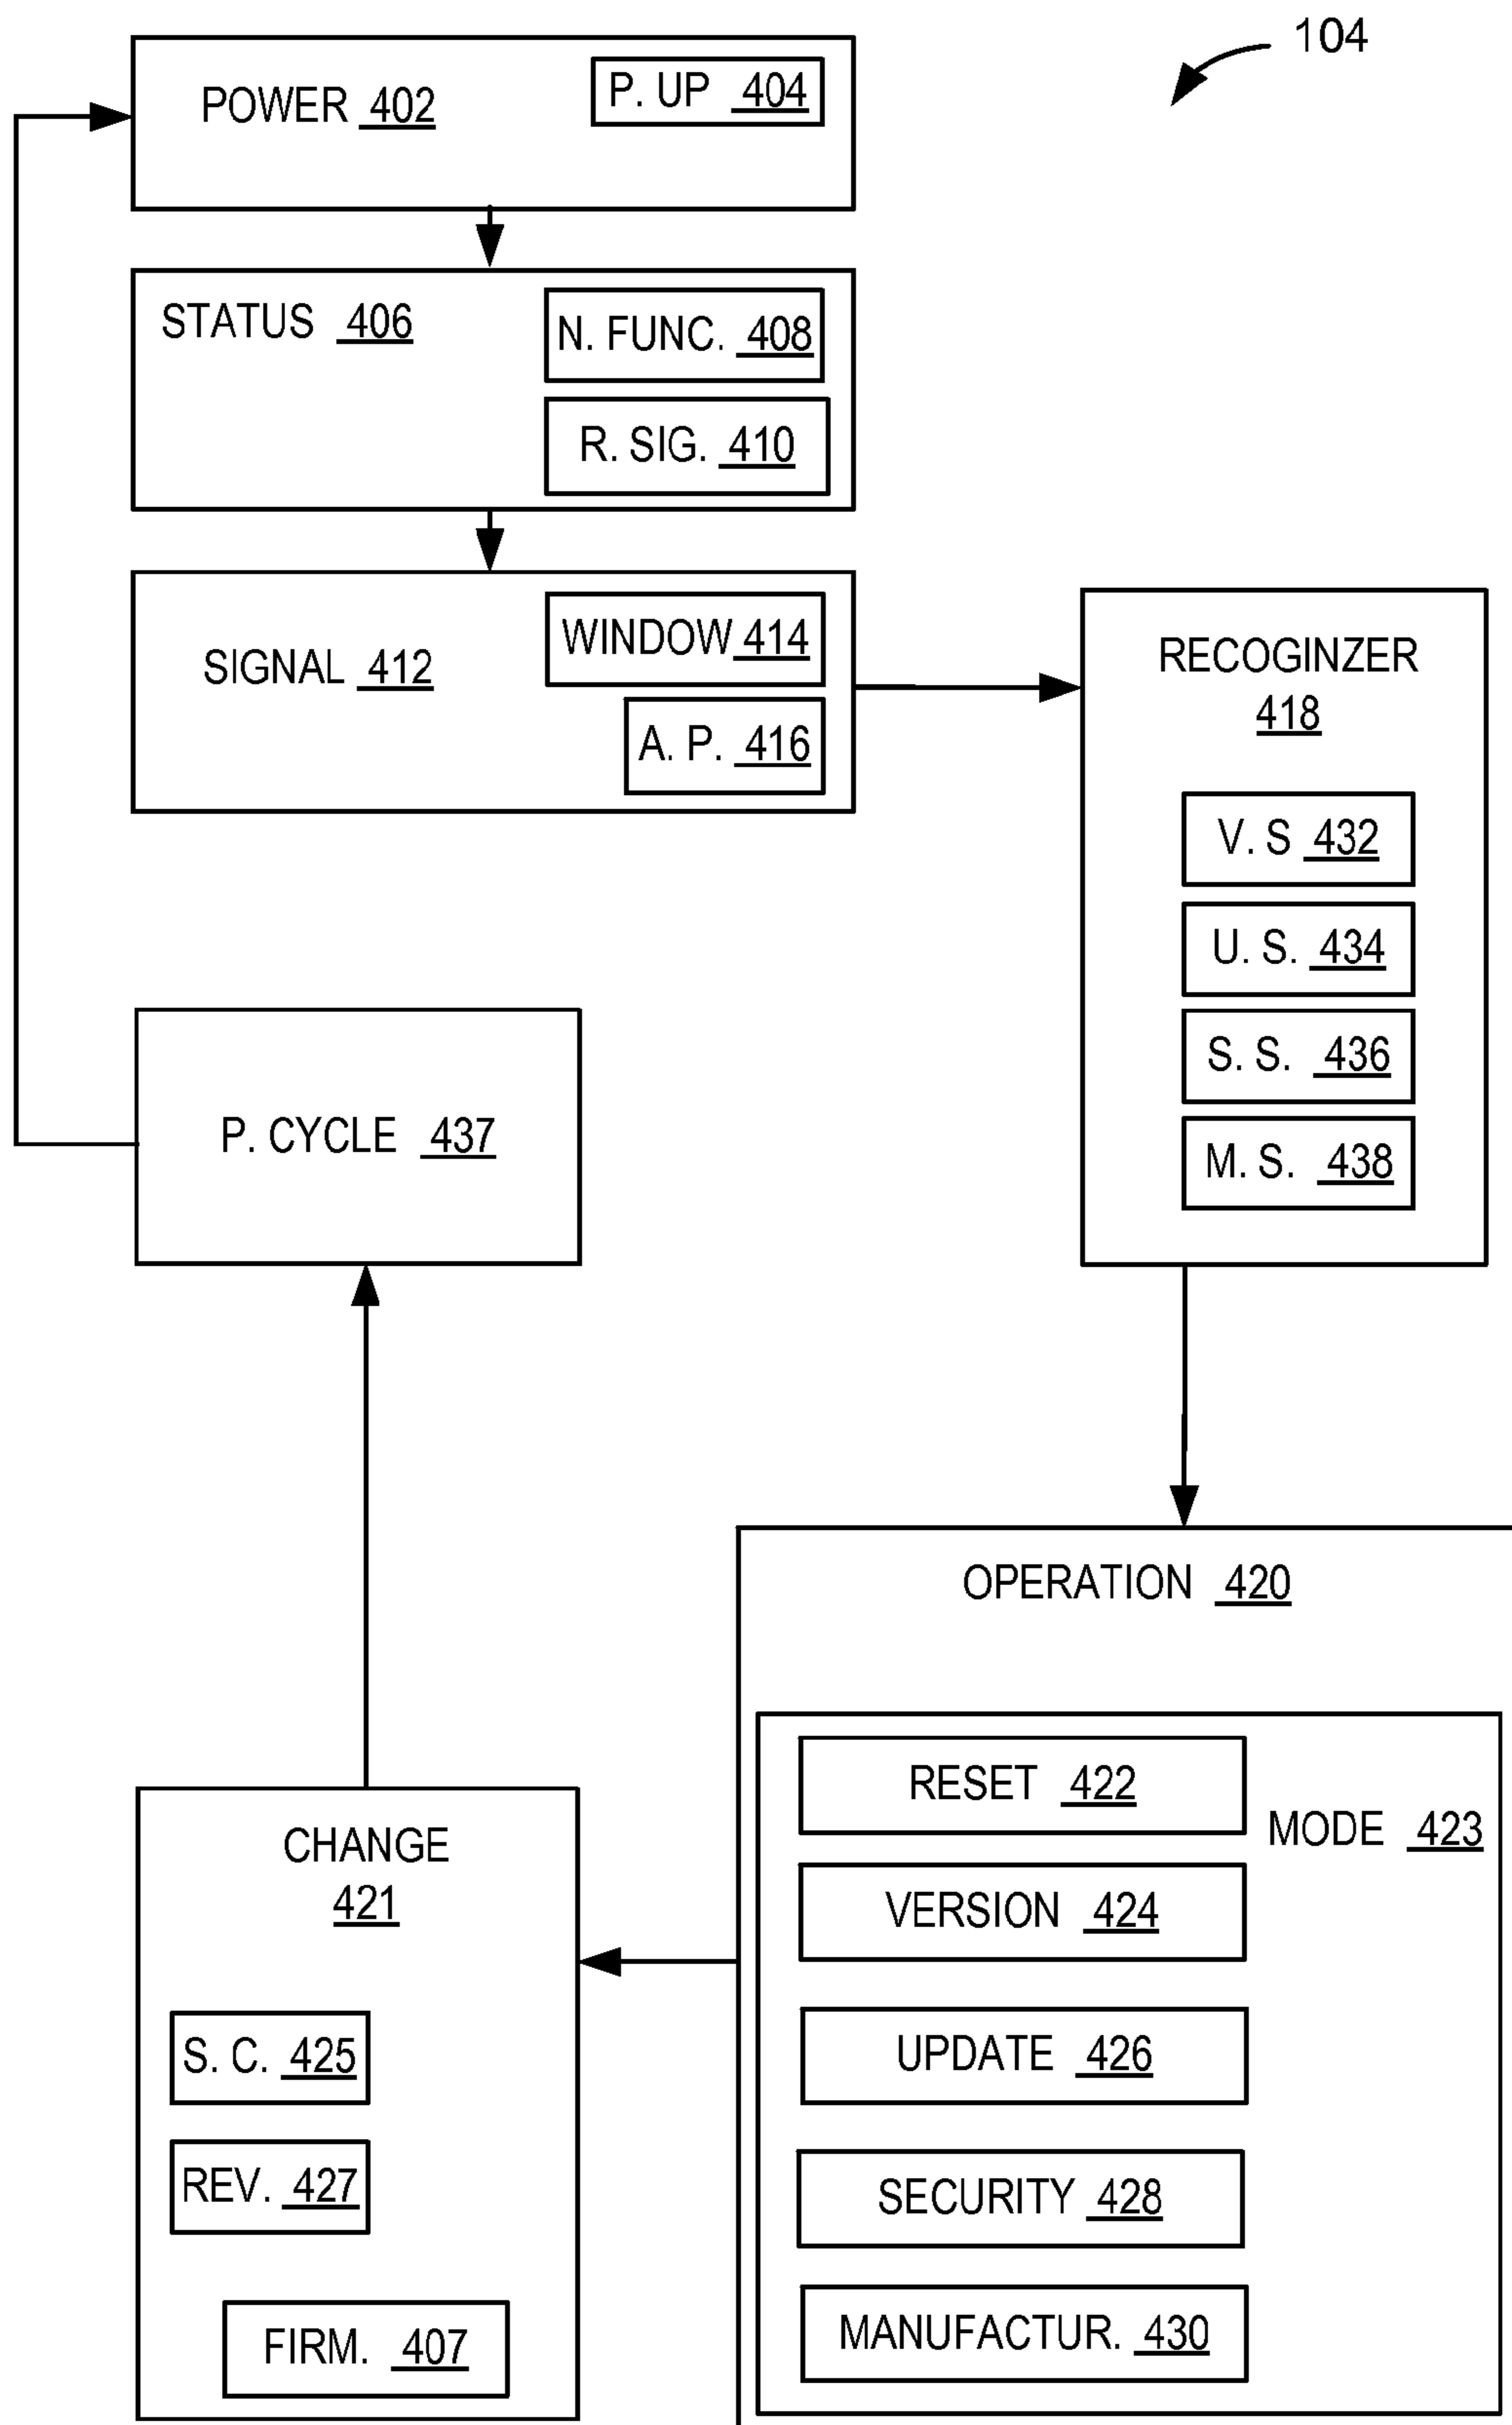 104
POWER 402
P. UP 404
STATUS 406
N. FUNC. 408
R. SIG. 410
SIGNAL 412
WINDOW 414
A. P. 416
RECOGINZER
418
V. S 432
U. S. 434
S. S. 436
M. S. 438
P. CYCLE 437
OPERATION 420
RESET 422
MODE 423
VERSION 424
UPDATE 426
SECURITY 428
MANUFACTUR. 430
CHANGE
421
S. C. 425
REV. 427
FIRM. 407